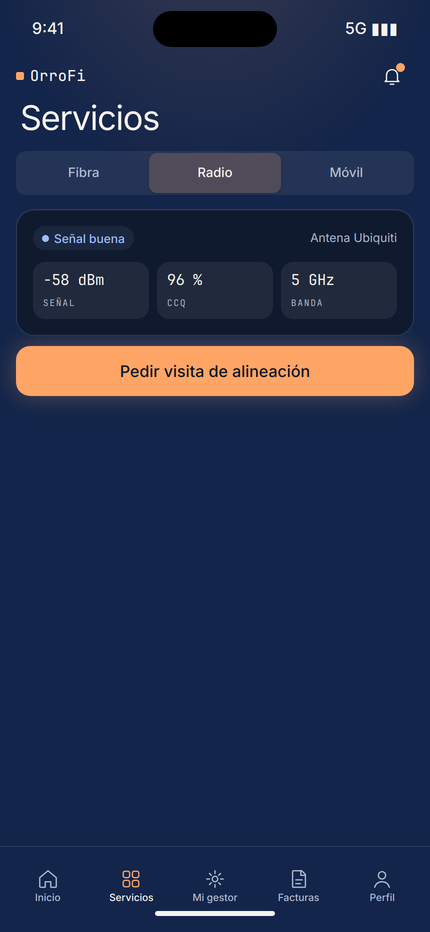 9:41
5G
OrroFi
Servicios
Fibra
Radio
Móvil
Señal buena
Antena Ubiquiti
-58 dBm
96 %
5 GHz
SEÑAL
CCQ
BANDA
Pedir visita de alineación
Inicio
Servicios
Mi gestor
Facturas
Perfil